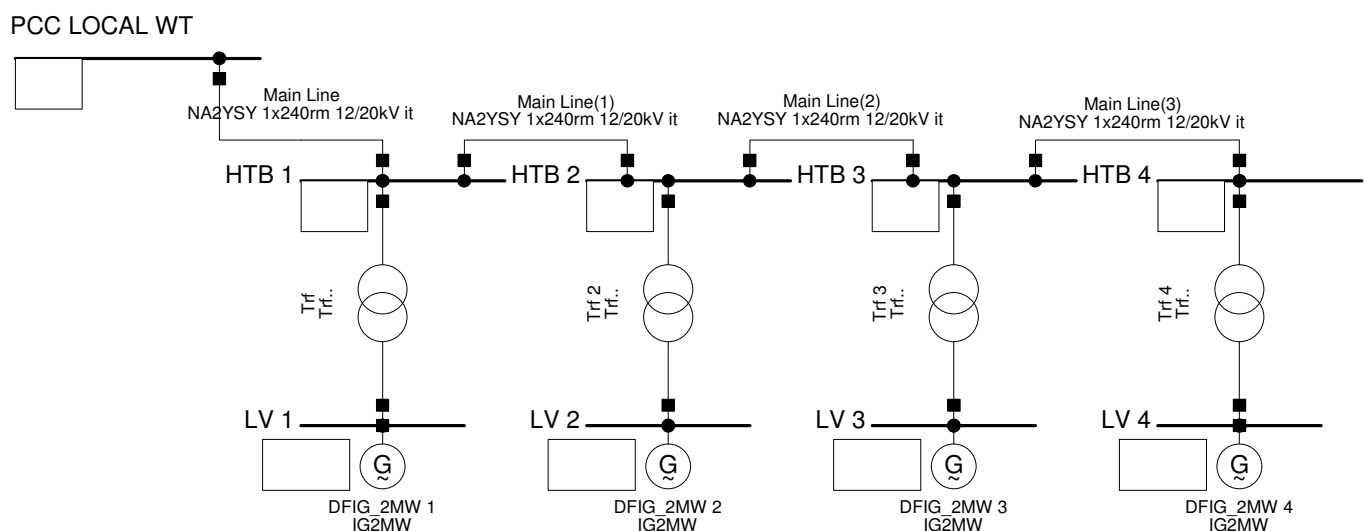 PCC LOCAL WT
Main Line
NA2YSY 1x240rm 12/20kV it
Main Line(1)
NA2YSY 1x240rm 12/20kV it
Main Line(2)
NA2YSY 1x240rm 12/20kV it
Main Line(3)
NA2YSY 1x240rm 12/20kV it
HTB 1
HTB 2
HTB 3
HTB 4
Trf
Trf..
Trf 2
Trf..
Trf 3
Trf..
Trf 4
Trf..
LV 1
LV 2
LV 3
LV 4
G
~
G
~
G
~
G
~
DFIG_2MW 1
IG2MW
DFIG_2MW 2
IG2MW
DFIG_2MW 3
IG2MW
DFIG_2MW 4
IG2MW